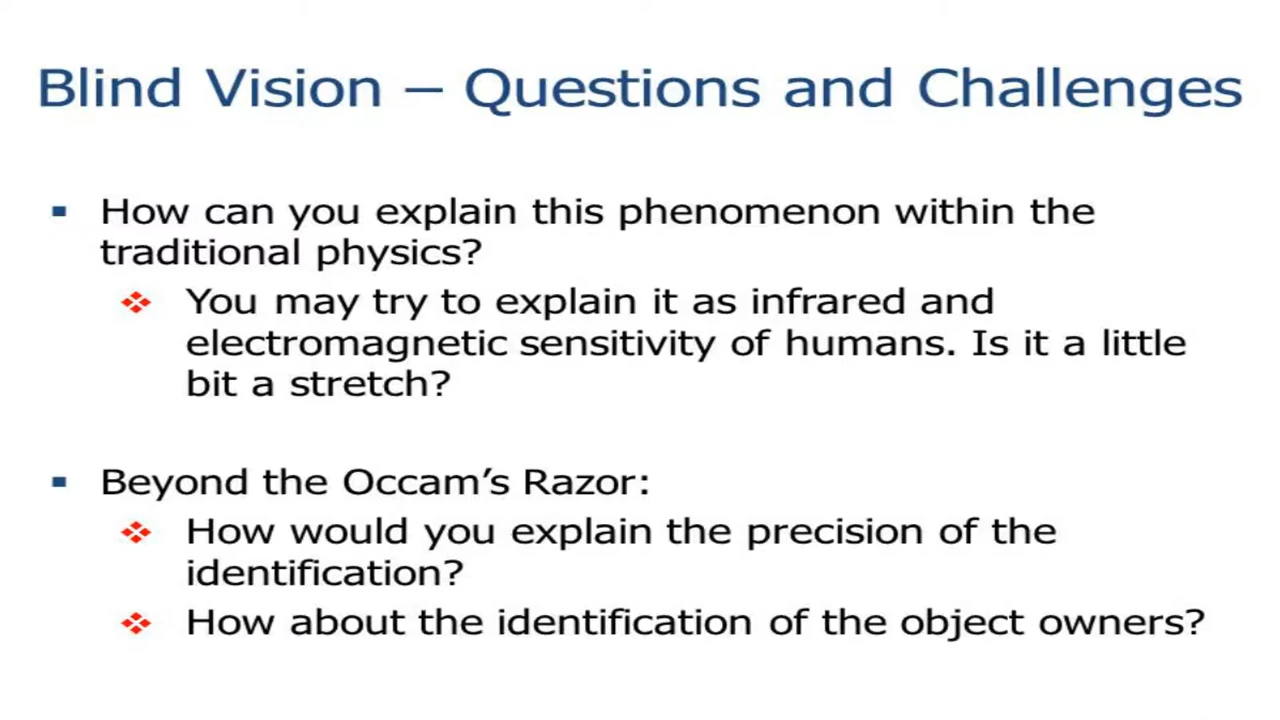 Blind Vision – Questions and Challenges
How can you explain this phenomenon within the
traditional physics?
You may try to explain it as infrared and
electromagnetic sensitivity of humans. Is it a little
bit a stretch?
Beyond the Occam’s Razor:
How would you explain the precision of the
identification?
How about the identification of the object owners?